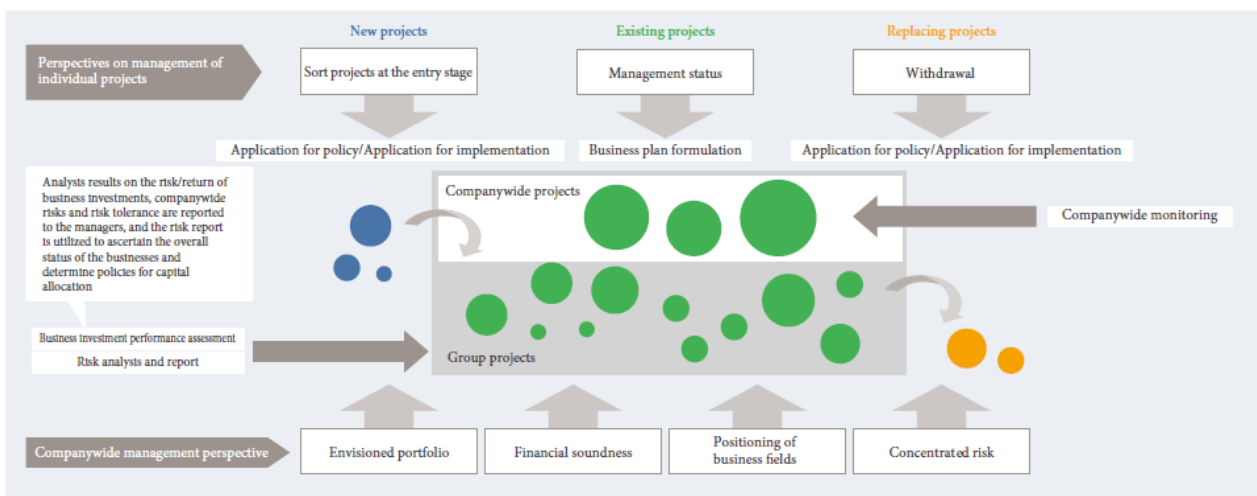 New projects
Existing projects
Replacing projects
Perspectives on management of
individual projects
Sort projects at the entry stage
Management status
Withdrawal
Application for policy/Application for implementation
Business plan formulation
Application for policy/Application for implementation
Analysis results on the risk/return of
business investments, companywide
risks and risk tolerance are reported
to the managers, and the risk report
is utilized to ascertain the overall
status of the businesses and
determine policies for capital
allocation
Companywide projects
Companywide monitoring
Business investment performance assessment
Risk analysis and report
Group projects
Companywide management perspective
Envisioned portfolio
Financial soundness
Positioning of
business fields
Concentrated risk